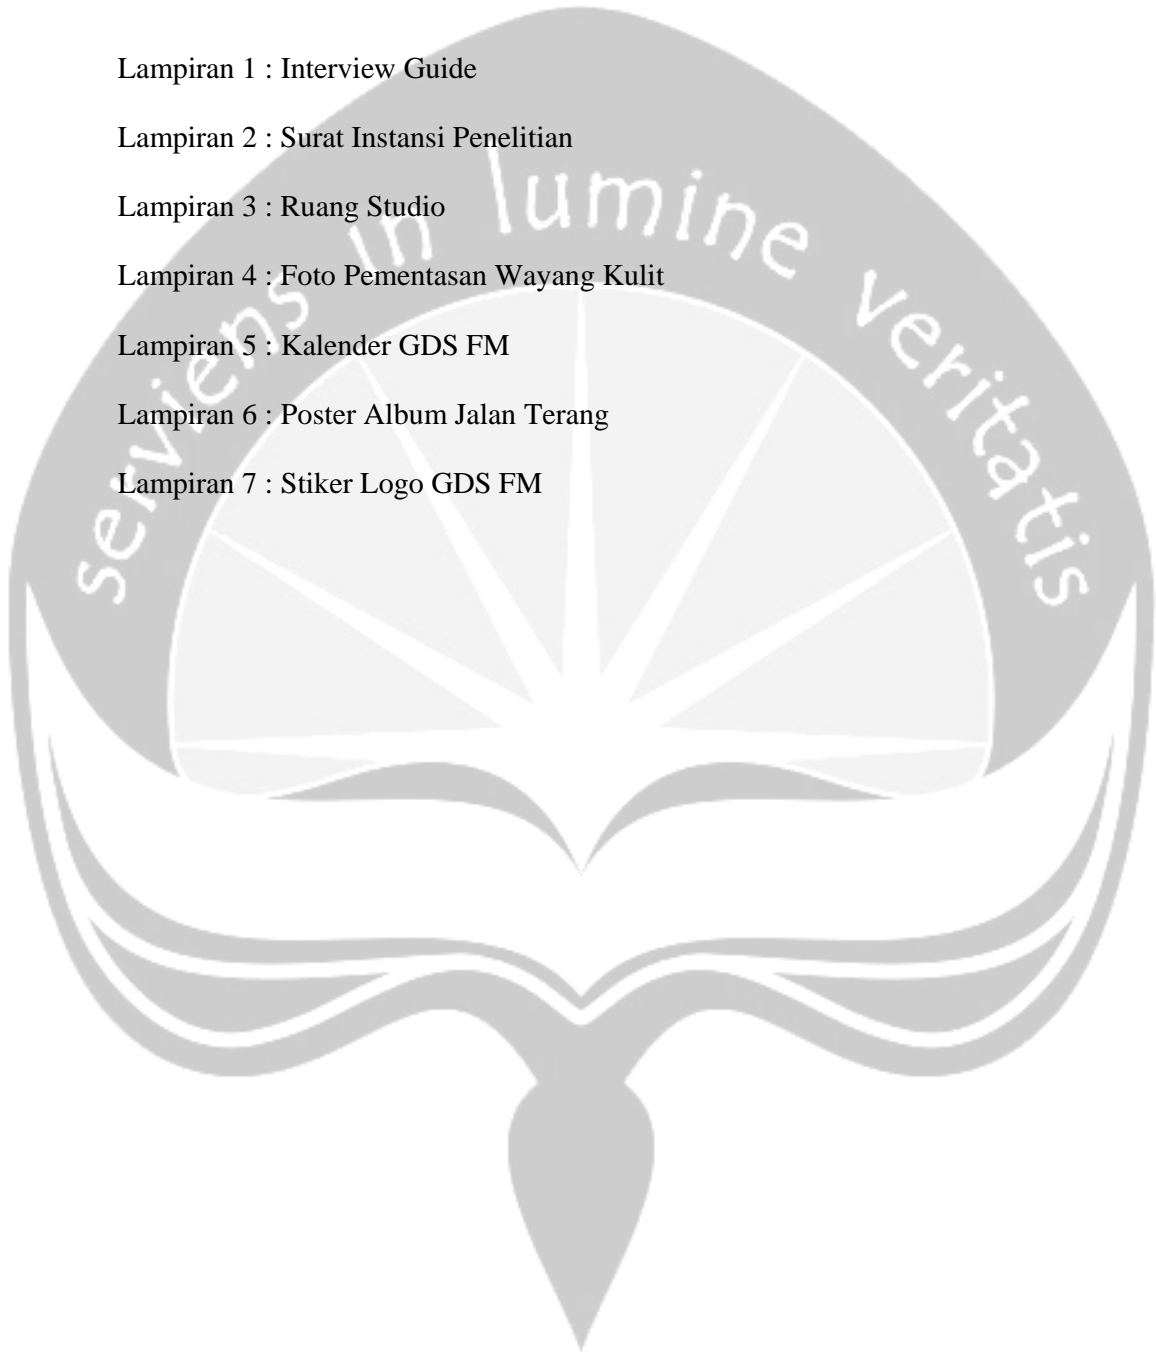 Lampiran 1 : Interview Guide
Lampiran 2 : Surat Instansi Penelitian
Lampiran 3 : Ruang Studio
Lampiran 4 : Foto Pementasan Wayang Kulit
Lampiran 5 : Kalender GDS FM
Lampiran 6 : Poster Album Jalan Terang
Lampiran 7 : Stiker Logo GDS FM
serviens in lumine veritatis